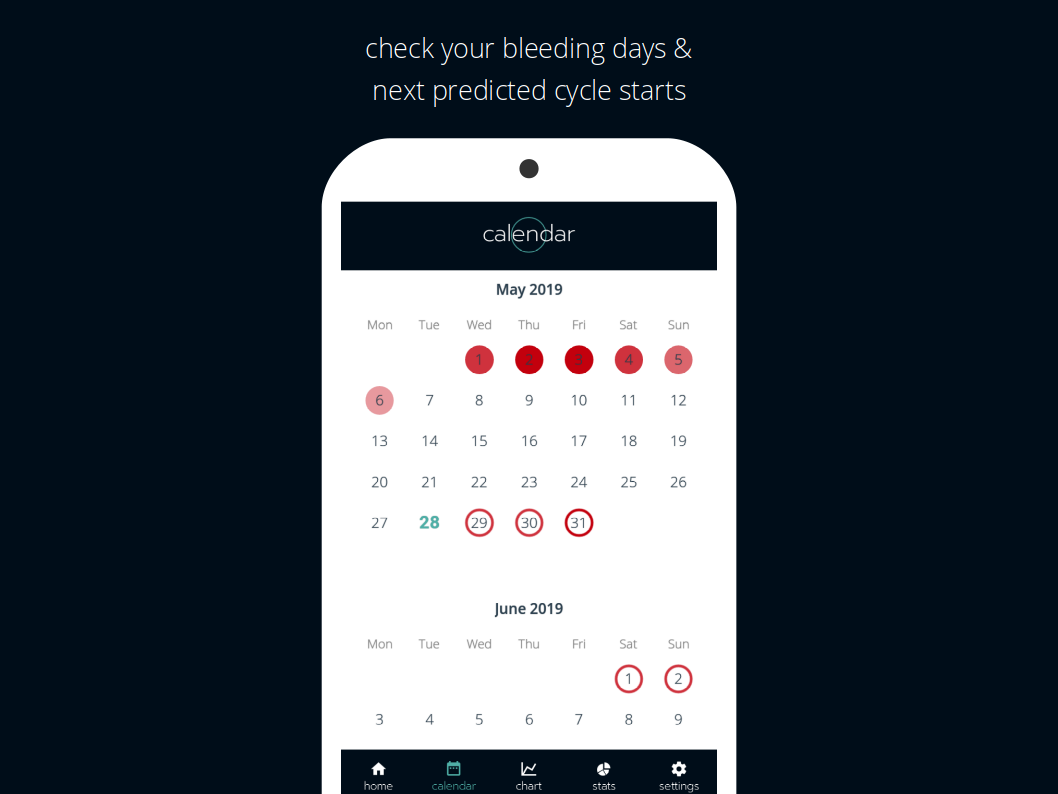 check your bleeding days &
next predicted cycle starts
calendar
May 2019
Mon Tue Wed Thu Fri Sat Sun
1 2 3 4 5
6 7 8 9 10 11 12
13 14 15 16 17 18 19
20 21 22 23 24 25 26
27 28 29 30 31
June 2019
Mon Tue Wed Thu Fri Sat Sun
1 2
3 4 5 6 7 8 9
home calendar chart stats settings